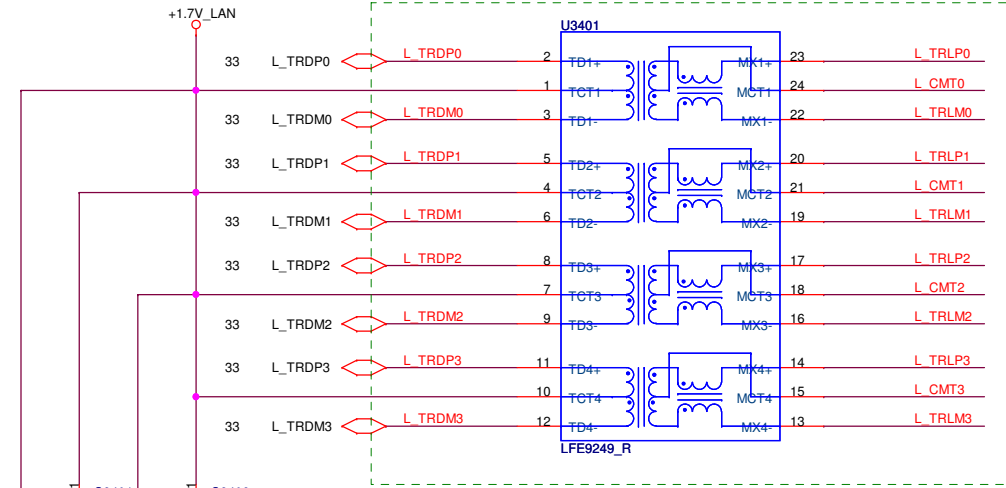 +1.7V_LAN
U3401
33 L_TRDP0 L_TRDP0 2 TD1+ MX1+ 23 L_TRLP0
1 TCT1 MCT1 24 L_CMT0
33 L_TRDM0 L_TRDM0 3 TD1- MX1- 22 L_TRLM0
33 L_TRDP1 L_TRDP1 5 TD2+ MX2+ 20 L_TRLP1
4 TCT2 MCT2 21 L_CMT1
33 L_TRDM1 L_TRDM1 6 TD2- MX2- 19 L_TRLM1
33 L_TRDP2 L_TRDP2 8 TD3+ MX3+ 17 L_TRLP2
7 TCT3 MCT3 18 L_CMT2
33 L_TRDM2 L_TRDM2 9 TD3- MX3- 16 L_TRLM2
33 L_TRDP3 L_TRDP3 11 TD4+ MX4+ 14 L_TRLP3
10 TCT4 MCT4 15 L_CMT3
33 L_TRDM3 L_TRDM3 12 TD4- MX4- 13 L_TRLM3
LFE9249_R